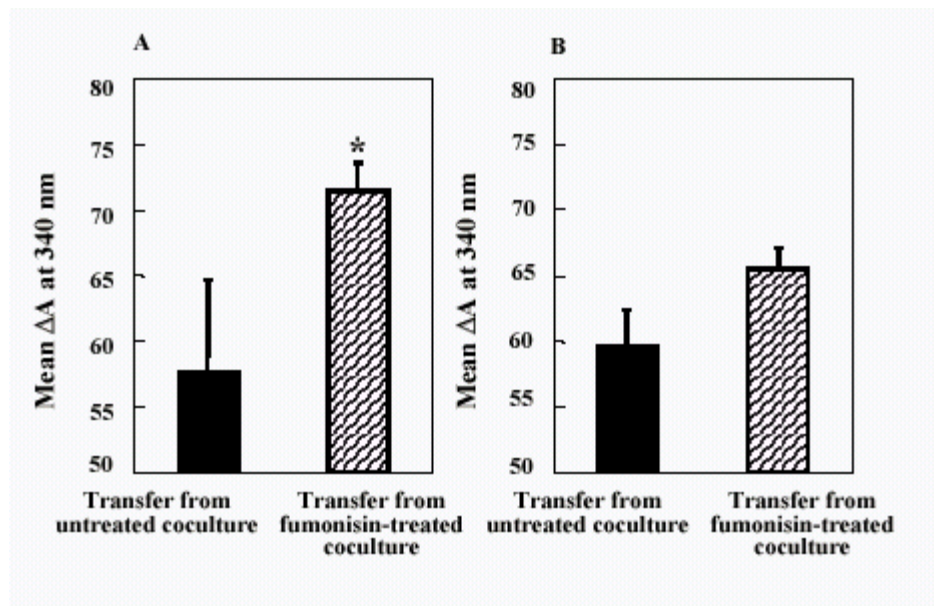 A
80
75
70
65
60
55
50
Mean ΔA at 340 nm
*
Transfer from
untreated coculture
Transfer from
fumonisin-treated
coculture
B
80
75
70
65
60
55
50
Mean ΔA at 340 nm
Transfer from
untreated coculture
Transfer from
fumonisin-treated
coculture